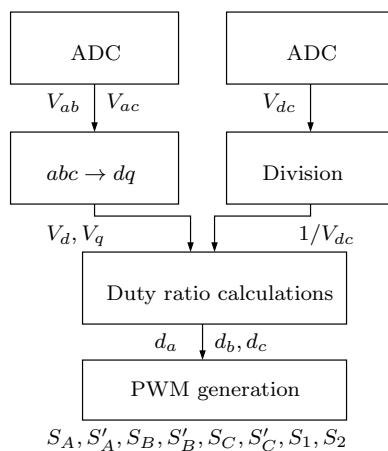 ADC ADC
V_{ab} V_{ac} V_{dc}
abc → dq Division
V_d, V_q 1/V_{dc}
Duty ratio calculations
d_a d_b, d_c
PWM generation
S_A, S'_A, S_B, S'_B, S_C, S'_C, S_1, S_2